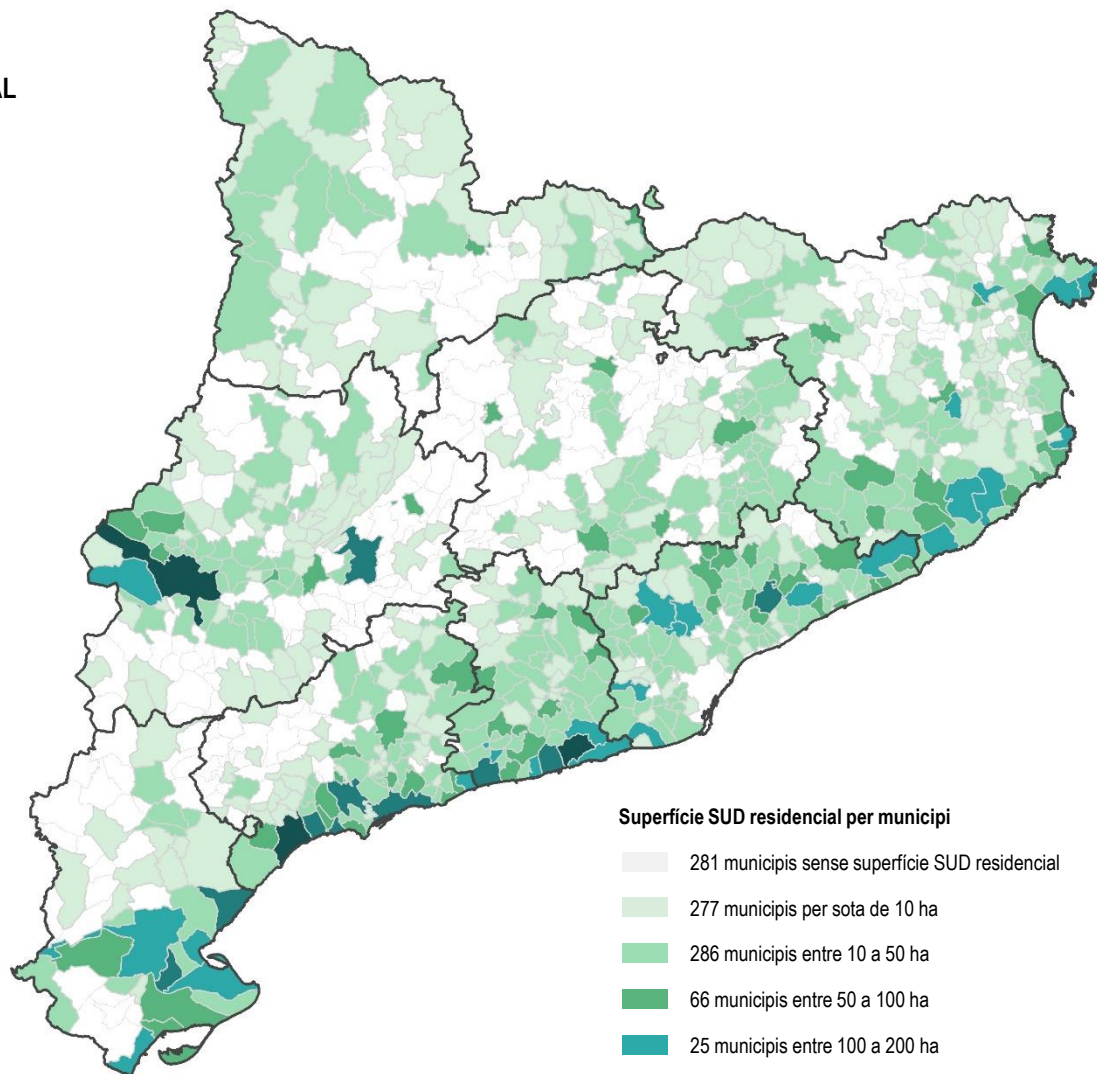 AL
Superfície SUD residencial per municipi
281 municipis sense superfície SUD residencial
277 municipis per sota de 10 ha
286 municipis entre 10 a 50 ha
66 municipis entre 50 a 100 ha
25 municipis entre 100 a 200 ha